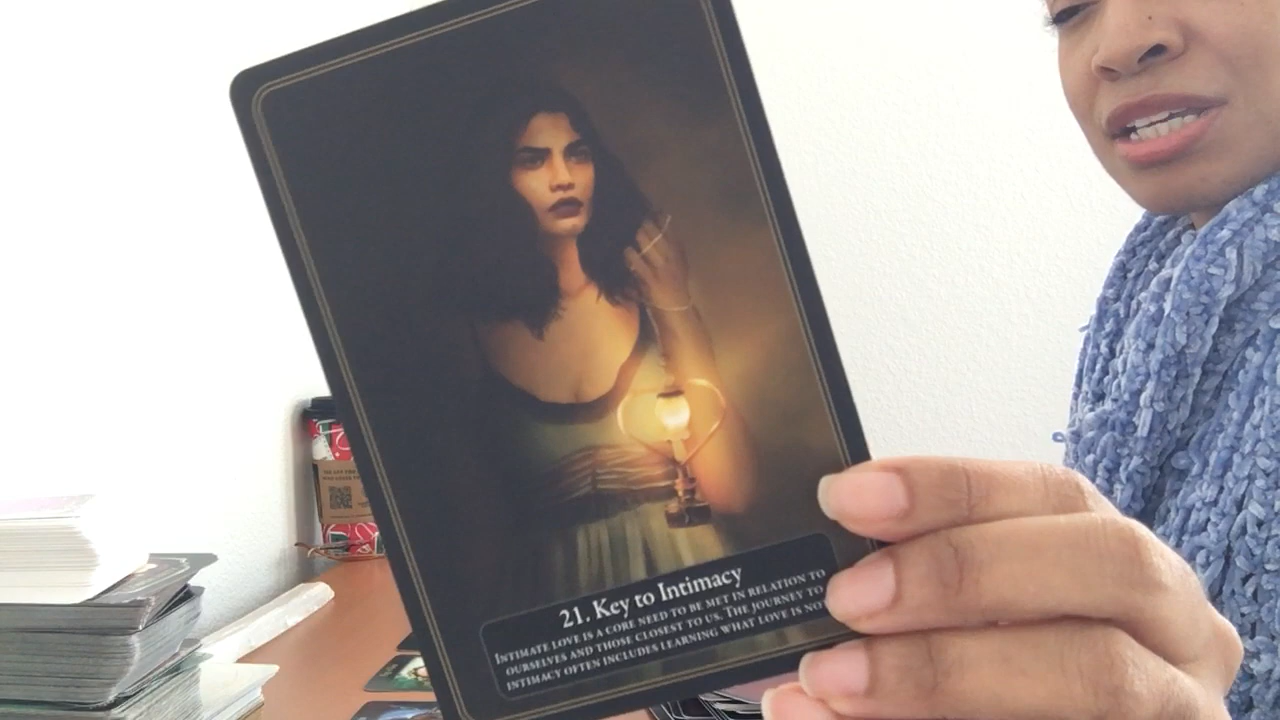 21. Key to Intimacy
Intimate love is a core need to be met in relation to
ourselves and those closest to us. The journey to
intimacy often includes learning what love is no